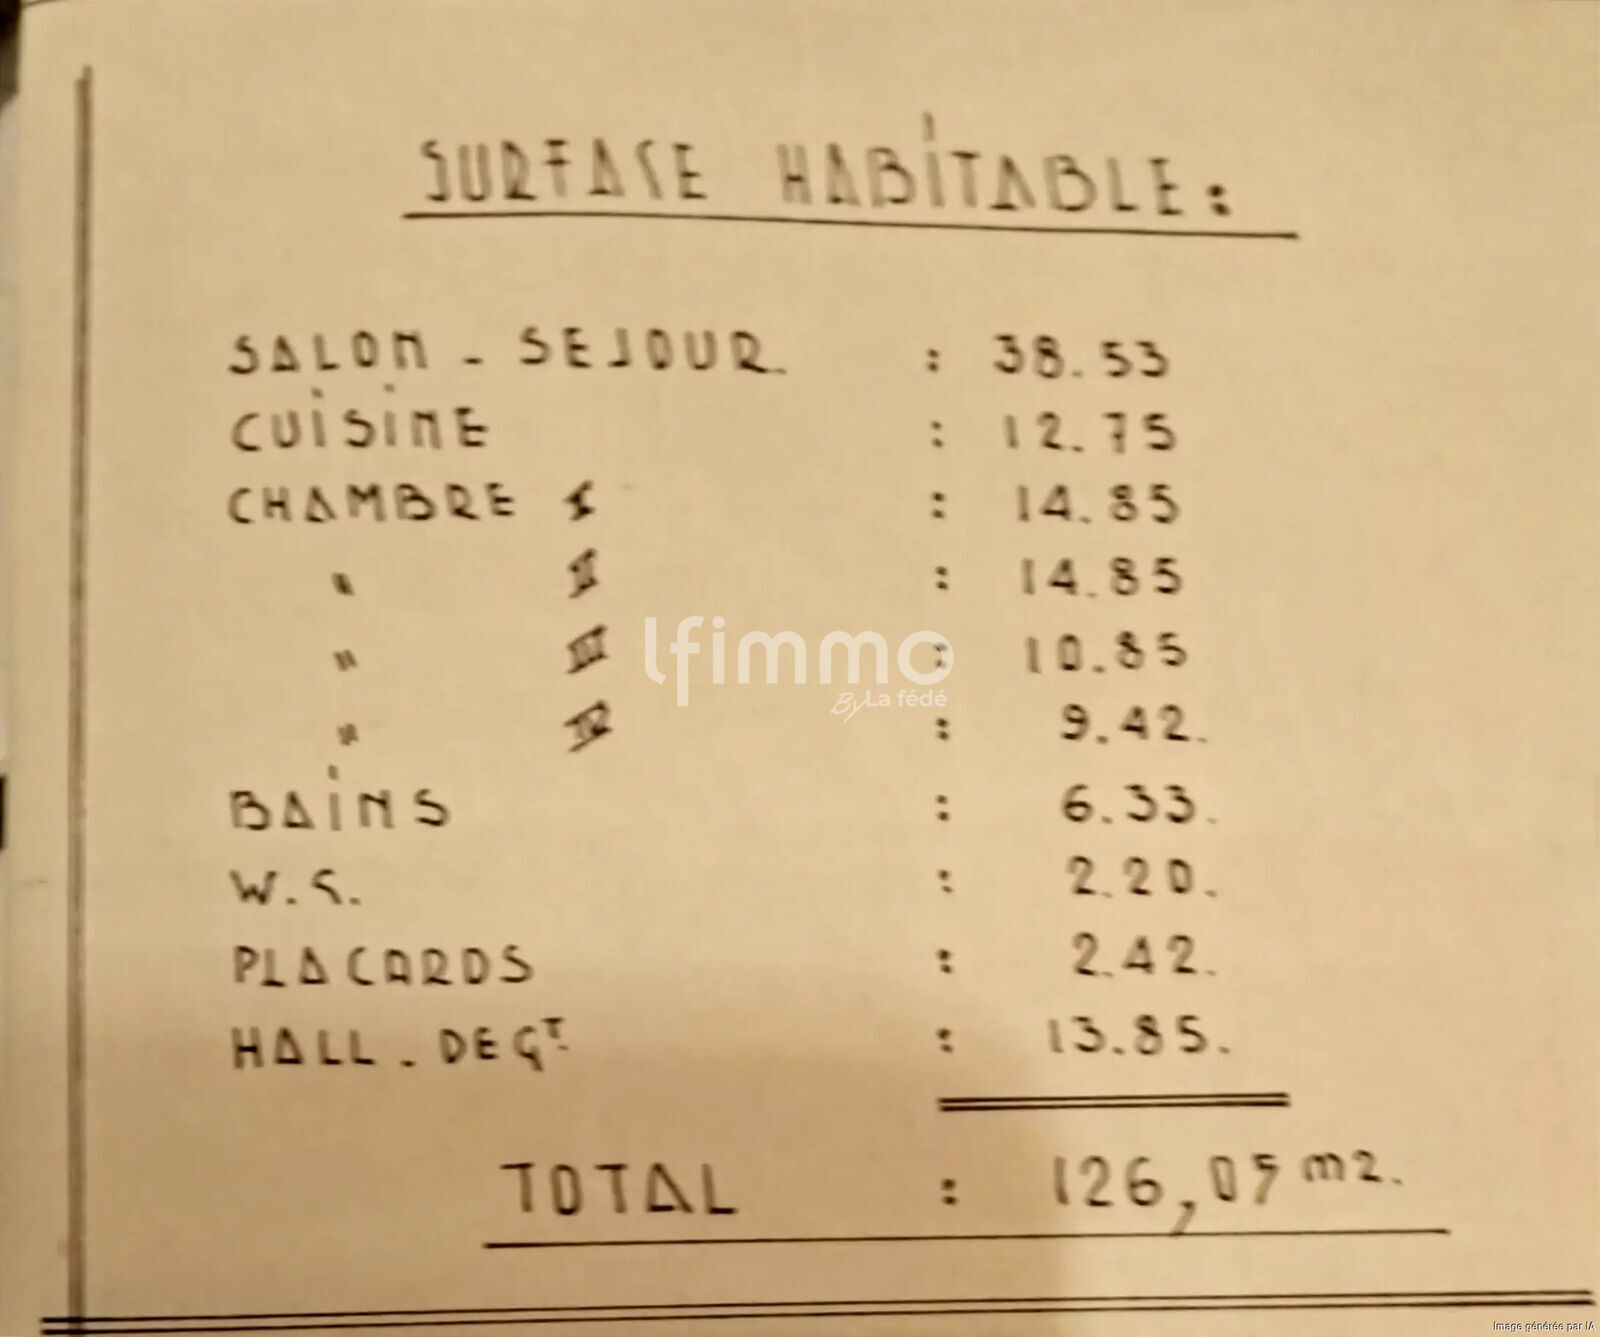 SURFASE HABITABLE :
SALON - SEJOUR. : 38.53
CUISINE : 12.75
CHAMBRE I : 14.85
" II : 14.85
" III : 10.85
" IV : 9.42.
BAINS : 6.33.
W.C. : 2.20.
PLACARDS : 2.42.
HALL - DEGT. : 13.85.
TOTAL : 126,05 m2.
lfimmo
By La fédé
Image générée par IA